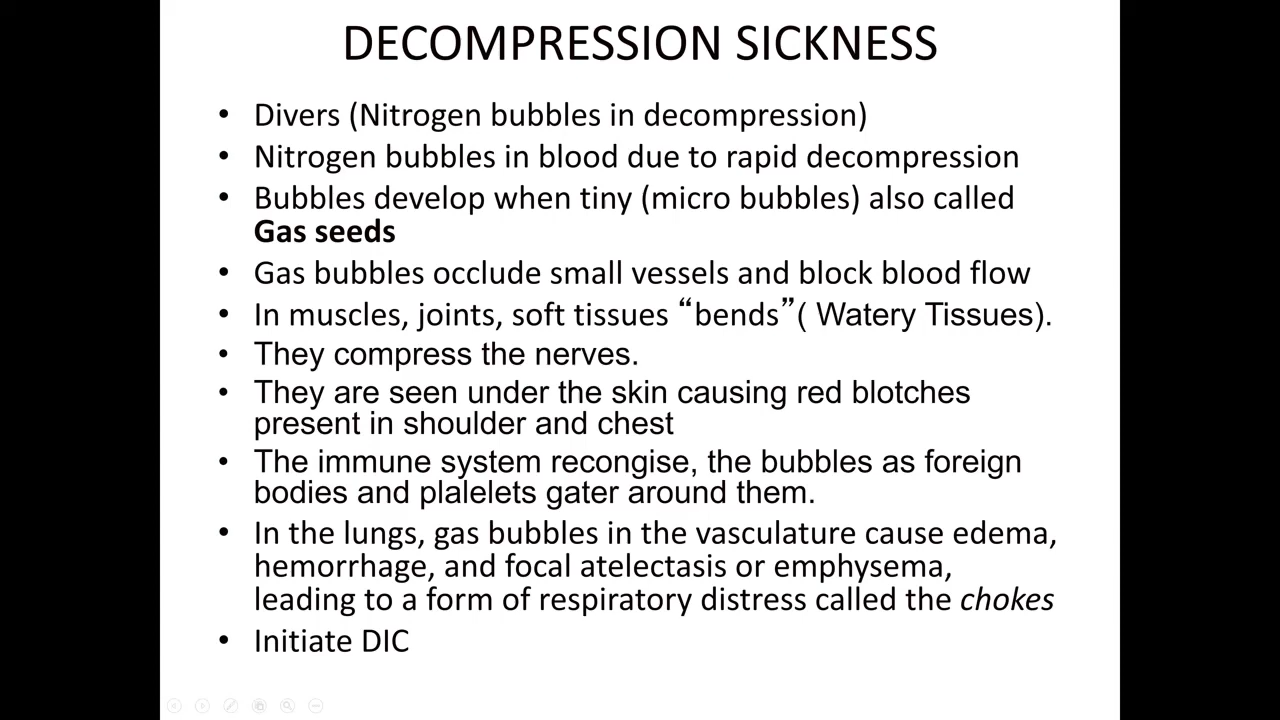 DECOMPRESSION SICKNESS
• Divers (Nitrogen bubbles in decompression)
• Nitrogen bubbles in blood due to rapid decompression
• Bubbles develop when tiny (micro bubbles) also called
Gas seeds
• Gas bubbles occlude small vessels and block blood flow
• In muscles, joints, soft tissues “bends”( Watery Tissues).
• They compress the nerves.
• They are seen under the skin causing red blotches
present in shoulder and chest
• The immune system recongise, the bubbles as foreign
bodies and plalelets gater around them.
• In the lungs, gas bubbles in the vasculature cause edema,
hemorrhage, and focal atelectasis or emphysema,
leading to a form of respiratory distress called the chokes
• Initiate DIC